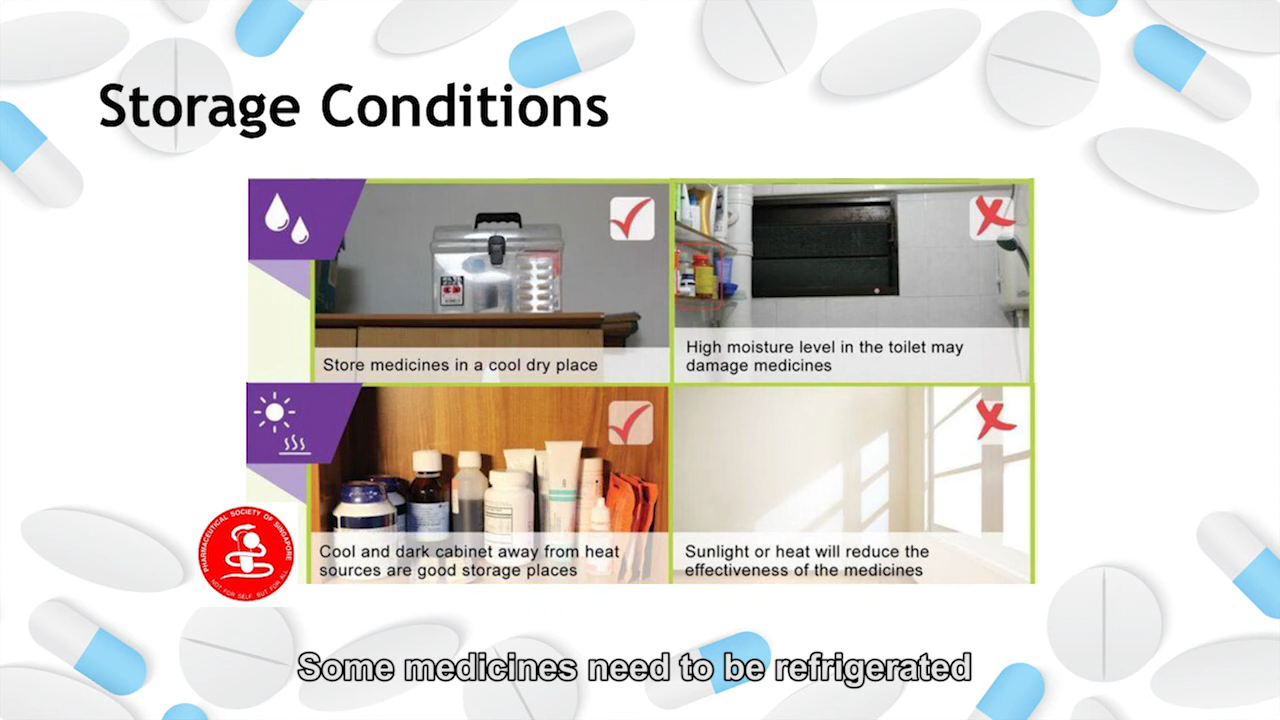 Storage Conditions
Store medicines in a cool dry place
High moisture level in the toilet may
damage medicines
Cool and dark cabinet away from heat
sources are good storage places
Sunlight or heat will reduce the
effectiveness of the medicines
PHARMACEUTICAL SOCIETY OF SINGAPORE
NOT FOR SELF BUT FOR ALL
Some medicines need to be refrigerated